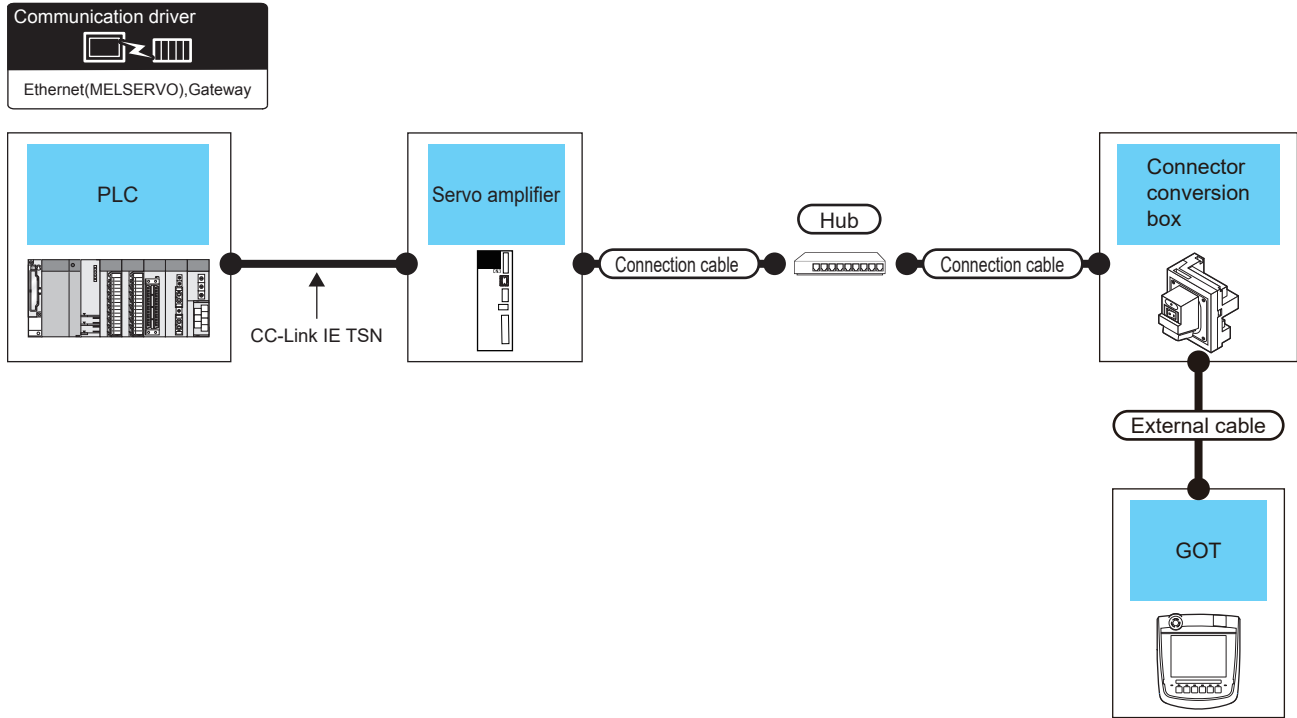 Communication driver
Ethernet(MELSERVO),Gateway
PLC
Servo amplifier
Connector
conversion
box
Hub
Connection cable
Connection cable
CC-Link IE TSN
External cable
GOT